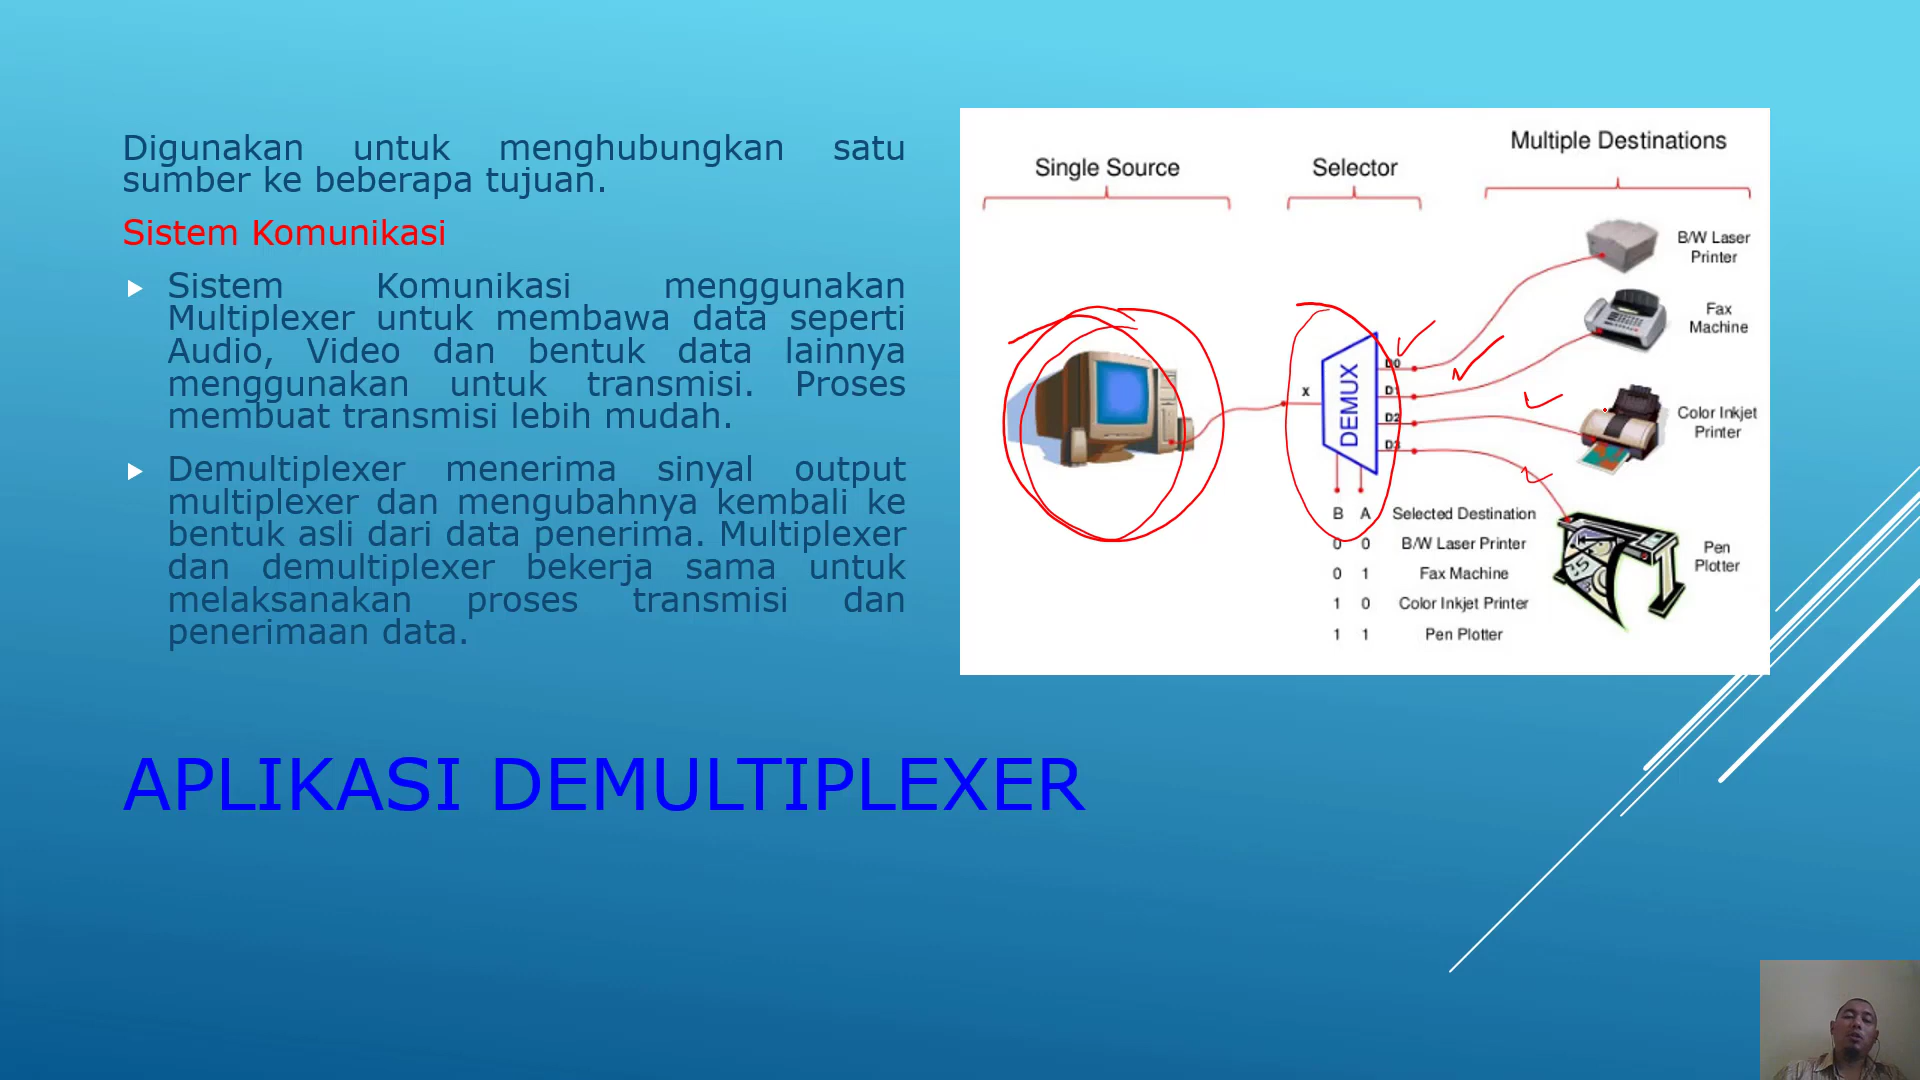 Digunakan untuk menghubungkan satu
sumber ke beberapa tujuan.
Sistem Komunikasi
Sistem Komunikasi menggunakan
Multiplexer untuk membawa data seperti
Audio, Video dan bentuk data lainnya
menggunakan untuk transmisi. Proses
membuat transmisi lebih mudah.
Demultiplexer menerima sinyal output
multiplexer dan mengubahnya kembali ke
bentuk asli dari data penerima. Multiplexer
dan demultiplexer bekerja sama untuk
melaksanakan proses transmisi dan
penerimaan data.
Single Source
Selector
Multiple Destinations
B/W Laser
Printer
Fax
Machine
Color Inkjet
Printer
Pen
Plotter
X
DEMUX
D0
D1
D2
D3
B A Selected Destination
0 0 B/W Laser Printer
0 1 Fax Machine
1 0 Color Inkjet Printer
1 1 Pen Plotter
APLIKASI DEMULTIPLEXER